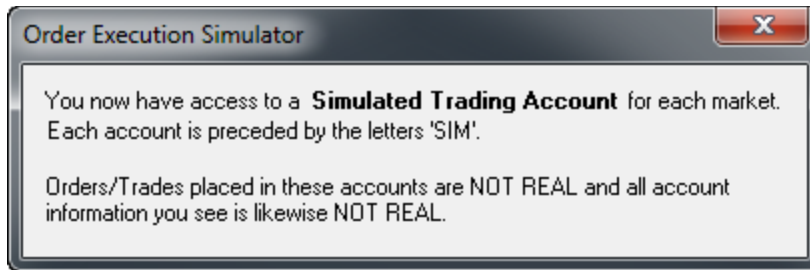 Order Execution Simulator
You now have access to a Simulated Trading Account for each market.
Each account is preceded by the letters 'SIM'.
Orders/Trades placed in these accounts are NOT REAL and all account
information you see is likewise NOT REAL.